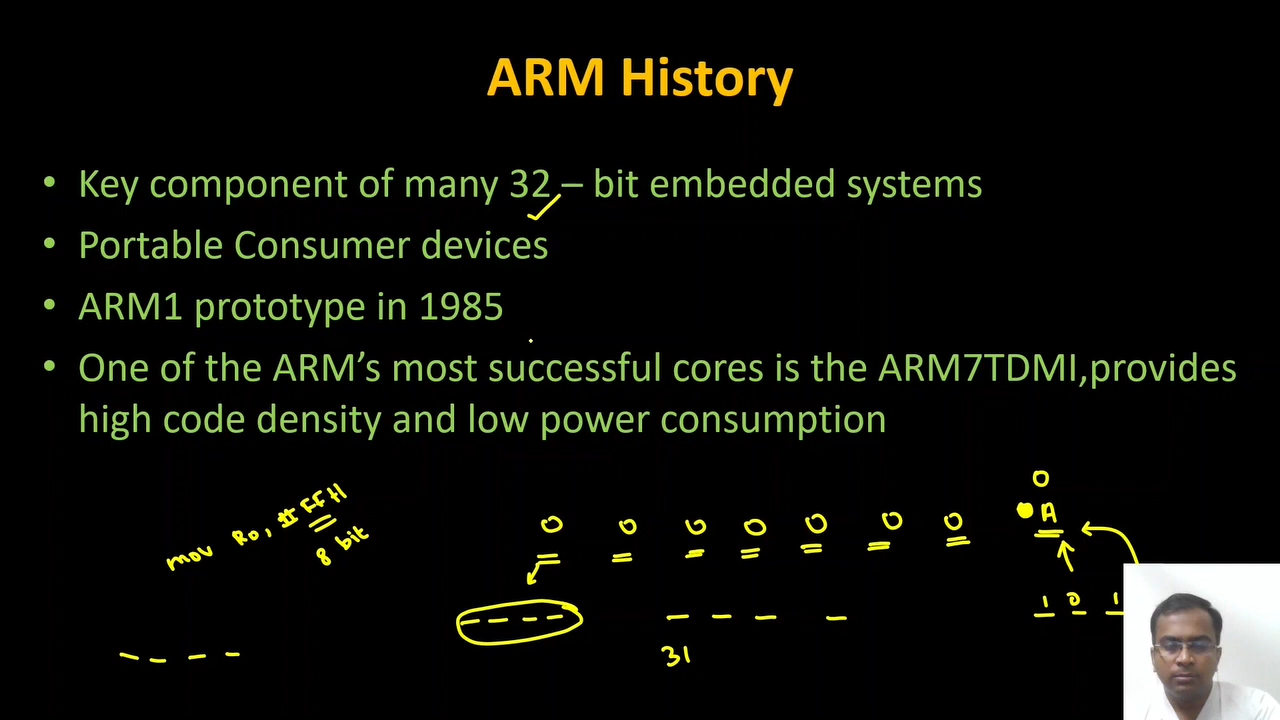 ARM History
• Key component of many 32 – bit embedded systems
• Portable Consumer devices
• ARM1 prototype in 1985
• One of the ARM’s most successful cores is the ARM7TDMI,provides
high code density and low power consumption
mov R0, #FFH
8 bit
0
0 0 0 0 0 0 0 A
1 0 1
31